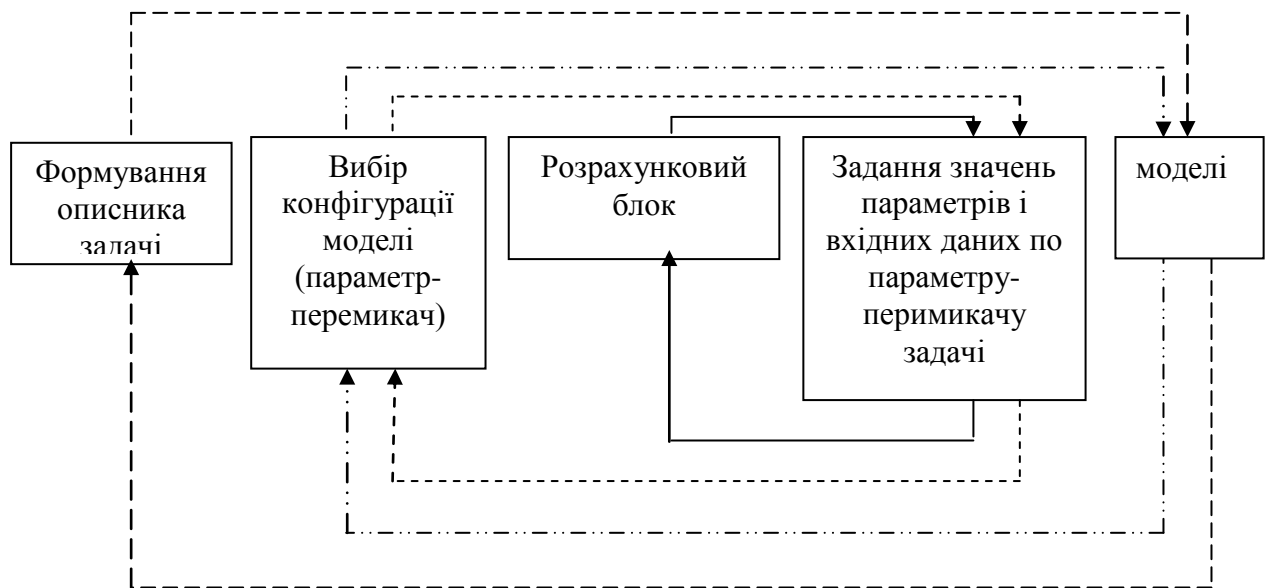 Формування
описника
задачі
Вибір
конфігурації
моделі
(параметр-
перемикач)
Розрахунковий
блок
Задання значень
параметрів і
вхідних даних по
параметру-
перимикачу
задачі
моделі